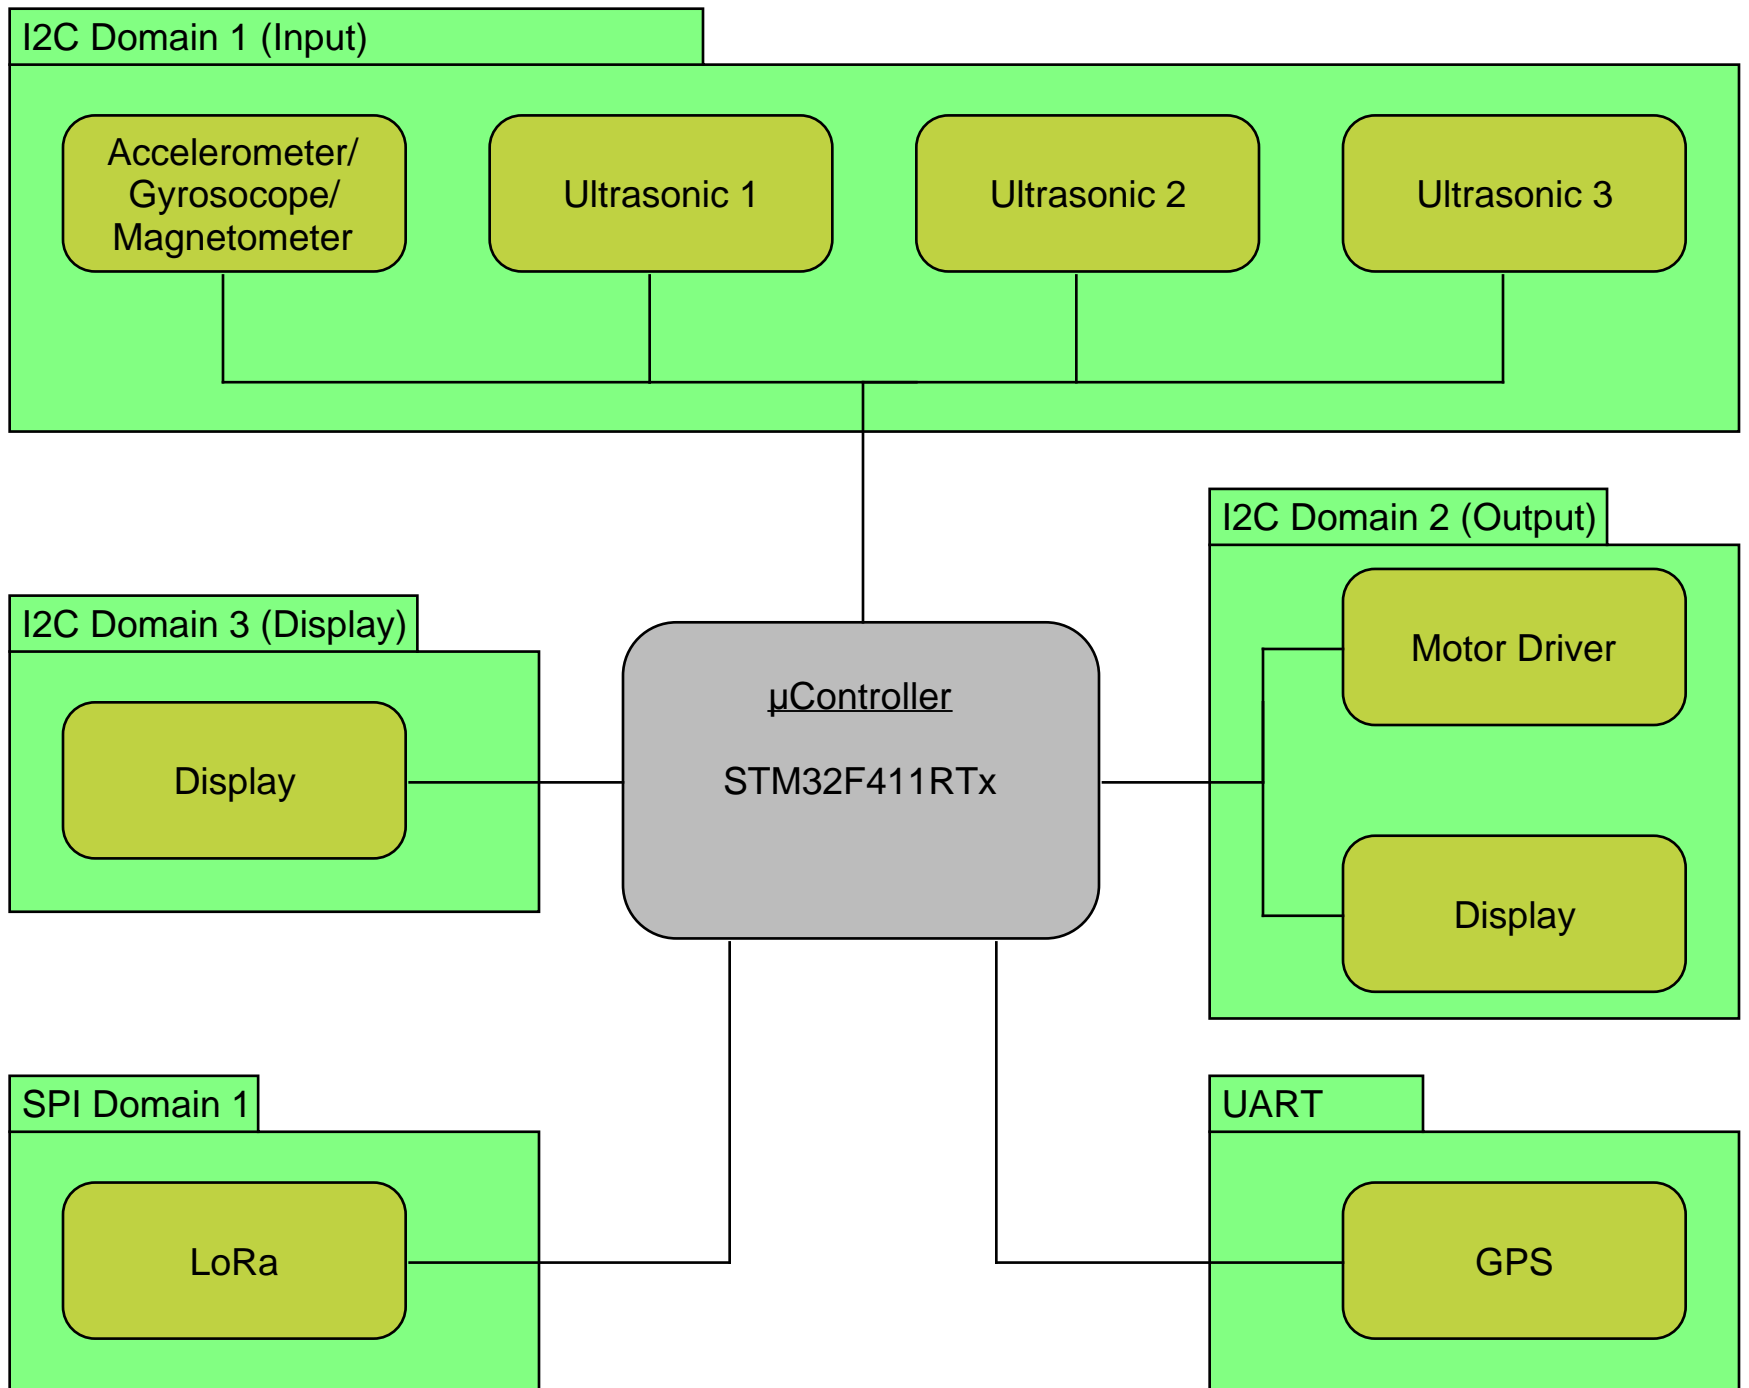 I2C Domain 1 (Input)
Accelerometer/
Gyrosocope/
Magnetometer
Ultrasonic 1
Ultrasonic 2
Ultrasonic 3
I2C Domain 2 (Output)
Motor Driver
Display
I2C Domain 3 (Display)
Display
µController
STM32F411RTx
SPI Domain 1
LoRa
UART
GPS